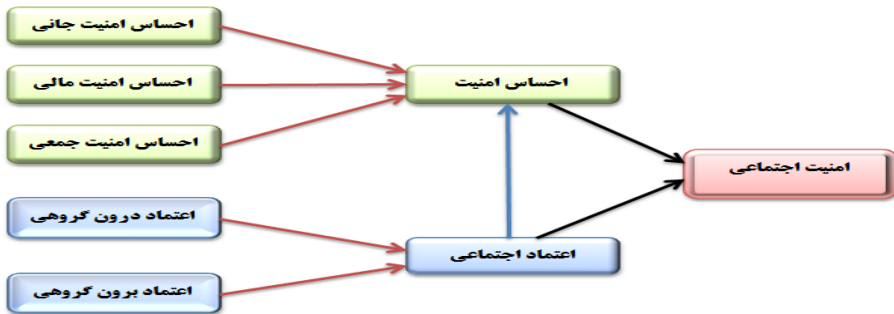 احساس امنیت جانی
احساس امنیت مالی
احساس امنیت جمعی
اعتماد درون گروهی
اعتماد برون گروهی
احساس امنیت
اعتماد اجتماعی
امنیت اجتماعی